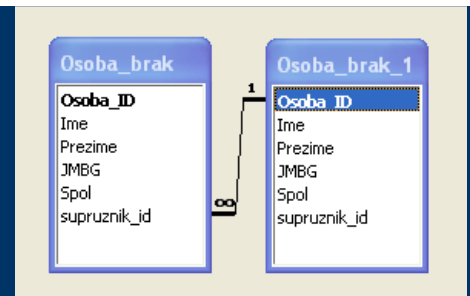 Osoba_brak
Osoba_ID
Ime
Prezime
JMBG
Spol
supruznik_id
∞
1
Osoba_brak_1
Osoba_ID
Ime
Prezime
JMBG
Spol
supruznik_id